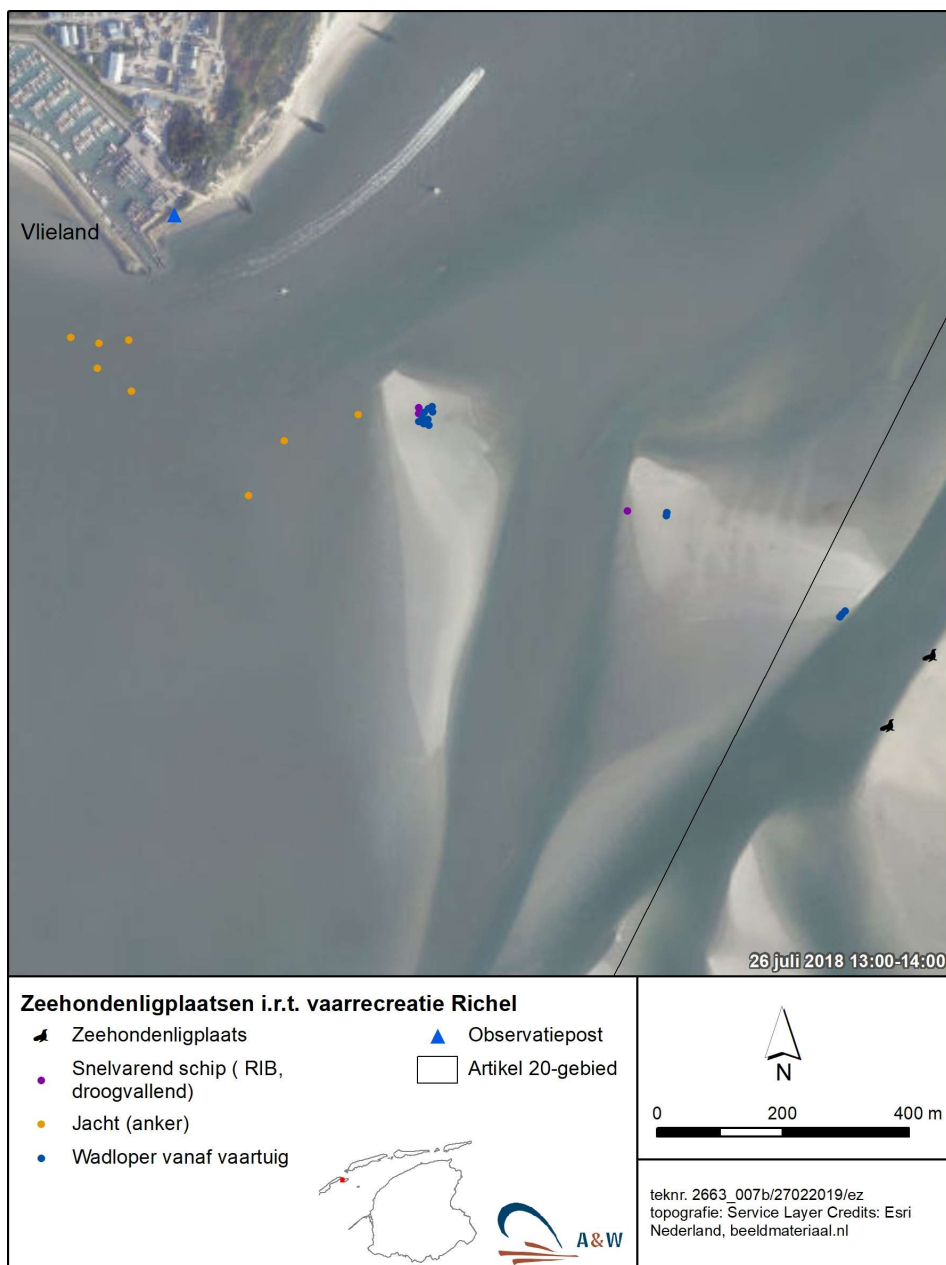 Vlieland
26 juli 2018 13:00-14:00
Zeehondenligplaatsen i.r.t. vaarrecreatie Richel
Zeehondenligplaats
Snelvarend schip ( RIB,
droogvallend)
Jacht (anker)
Wadloper vanaf vaartuig
Observatiepost
Artikel 20-gebied
A&W
N
0 200 400 m
teknr. 2663_007b/27022019/ez
topografie: Service Layer Credits: Esri
Nederland, beeldmateriaal.nl